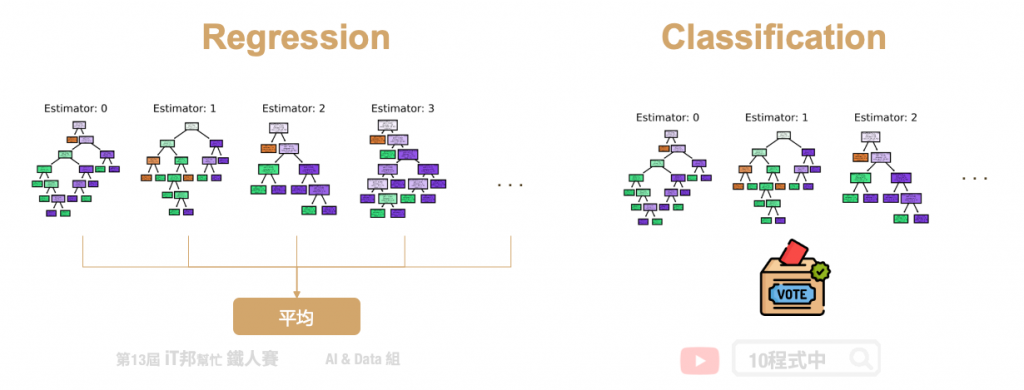 Regression
Classification
Estimator: 0
Estimator: 1
Estimator: 2
Estimator: 3
...
Estimator: 0
Estimator: 1
Estimator: 2
...
平均
VOTE
第13屆 iT邦幫忙 鐵人賽
AI & Data 組
10程式中